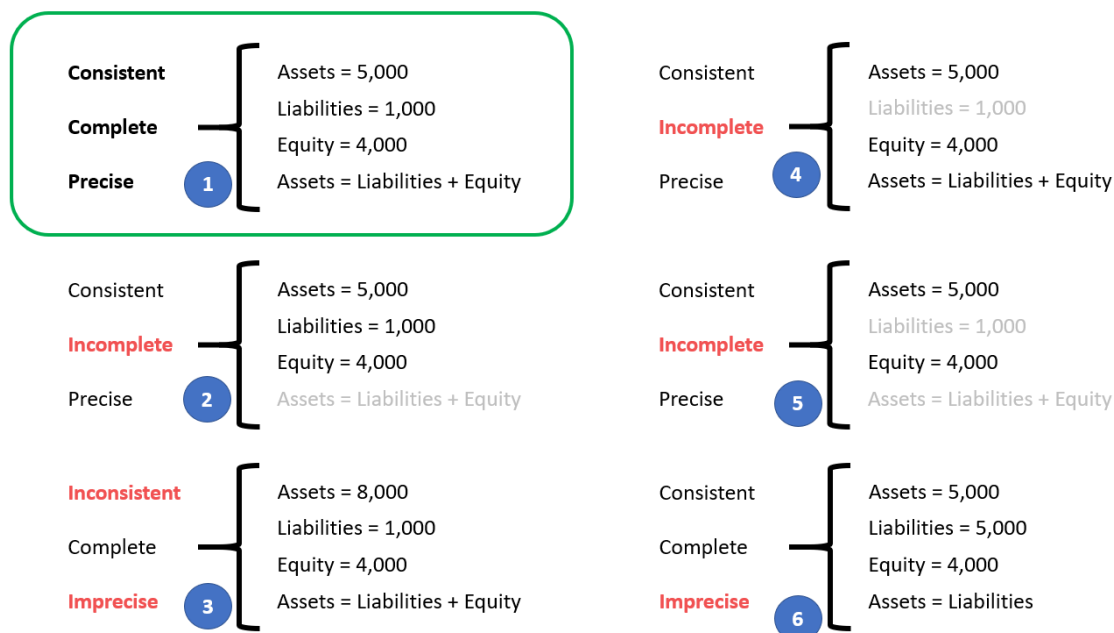 Consistent
Complete
Precise
1
Assets = 5,000
Liabilities = 1,000
Equity = 4,000
Assets = Liabilities + Equity
Consistent
Incomplete
Precise
4
Assets = 5,000
Liabilities = 1,000
Equity = 4,000
Assets = Liabilities + Equity
Consistent
Incomplete
Precise
2
Assets = 5,000
Liabilities = 1,000
Equity = 4,000
Assets = Liabilities + Equity
Consistent
Incomplete
Precise
5
Assets = 5,000
Liabilities = 1,000
Equity = 4,000
Assets = Liabilities + Equity
Inconsistent
Complete
Imprecise
3
Assets = 8,000
Liabilities = 1,000
Equity = 4,000
Assets = Liabilities + Equity
Consistent
Complete
Imprecise
6
Assets = 5,000
Liabilities = 5,000
Equity = 4,000
Assets = Liabilities